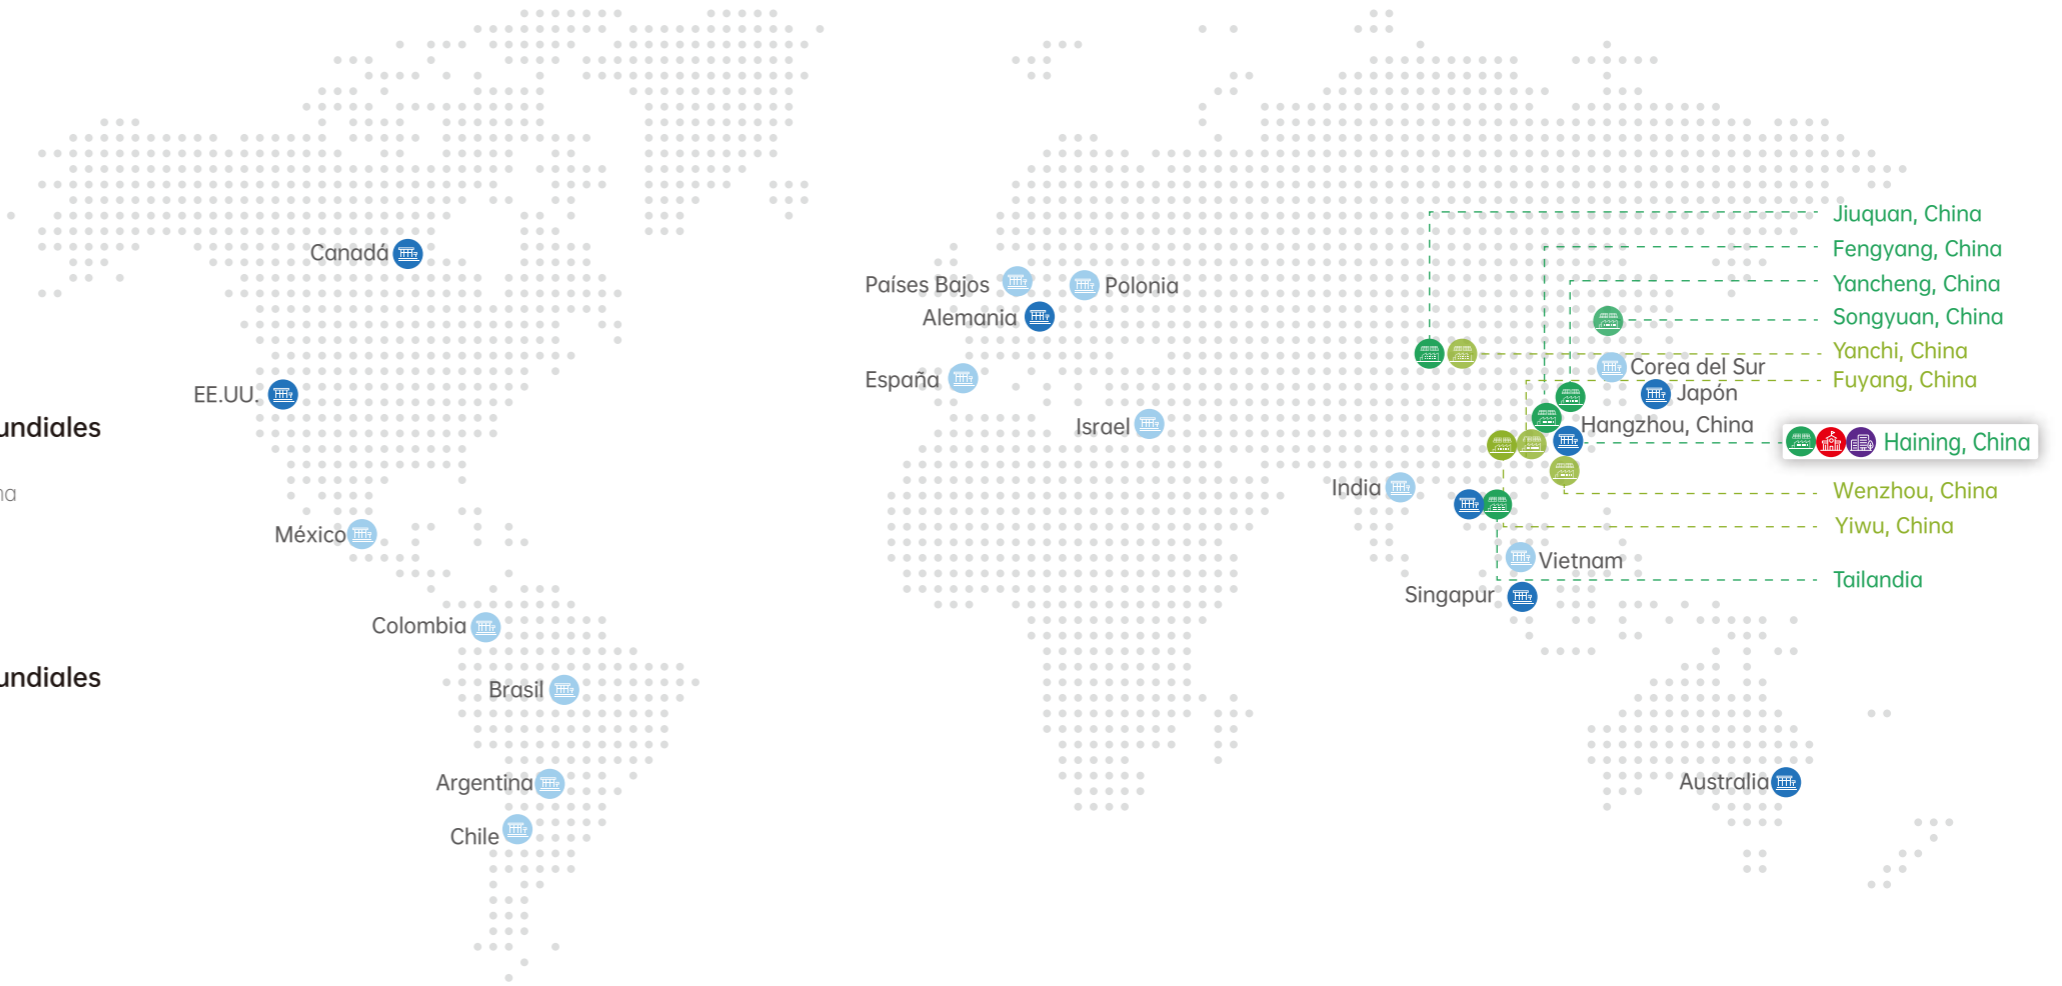 Jiuquan, China
Fengyang, China
Canadá
Países Bajos
Polonia
Yancheng, China
Alemania
Songyuan, China
Yanchi, China
Corea del Sur
España
Fuyang, China
EE.UU.
Japón
Israel
Hangzhou, China
undiales
Haining, China
India
Wenzhou, China
na
Yiwu, China
México
Vietnam
Tailandia
Singapur
Colombia
undiales
Brasil
Argentina
Australia
Chile